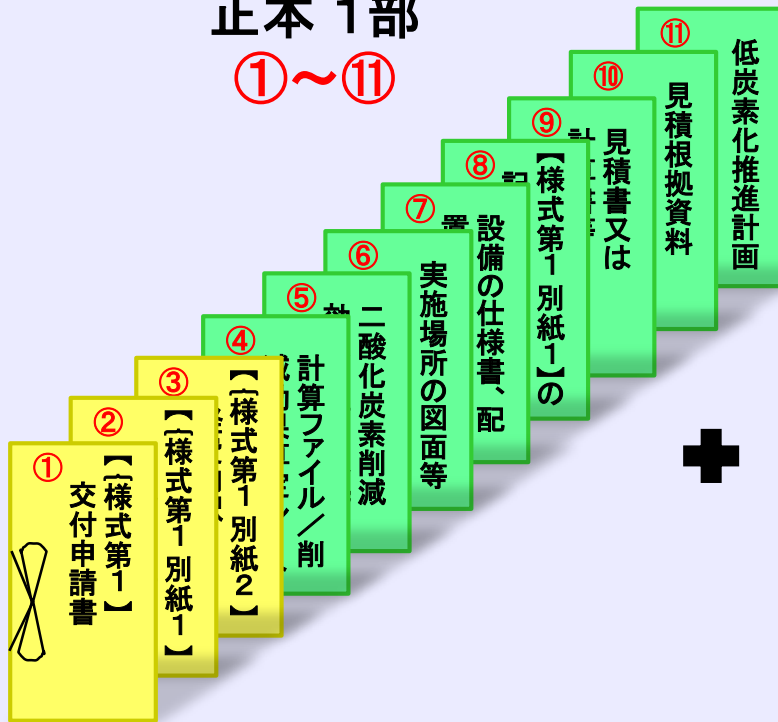 正本 1部
①~⑪
①
【様式第1】
交付申請書
②
【様式第1 別紙1】
③
【様式第1 別紙2】
④
計算ファイル/削
⑤
二酸化炭素削減
効
⑥
実施場所の図面等
⑦
設備の仕様書、配
置
⑧
【様式第1 別紙1】の
記
⑨
見積書又は
⑩
見積根拠資料
⑪
低炭素化推進計画
+